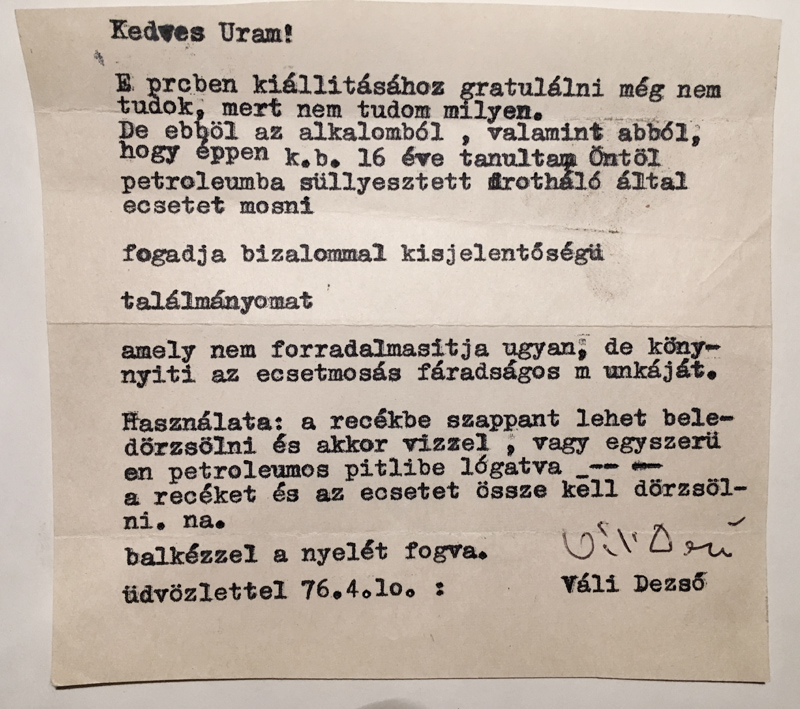 Kedves Uram!
E prcben kiállitásához gratulálni még nem
tudok, mert nem tudom milyen.
De ebből az alkalomból , valamint abból,
hogy éppen k.b. 16 éve tanultam Öntöl
petroleumba süllyesztett drotháló által
ecsetet mosni
fogadja bizalommal kisjelentőségü
találmányomat
amely nem forradalmasitja ugyan, de köny-
nyiti az ecsetmosás fáradságos m unkáját.
Használata: a recékbe szappant lehet bele-
dörzsölni és akkor vizzel , vagy egyszerü
en petroleumos pitlibe lógatva _-- --
a recéket és az ecsetet össze kell dörzsöl-
ni. na.
balkézzel a nyelét fogva.
Váli Dezső
üdvözlettel 76.4.lo. : Váli Dezső